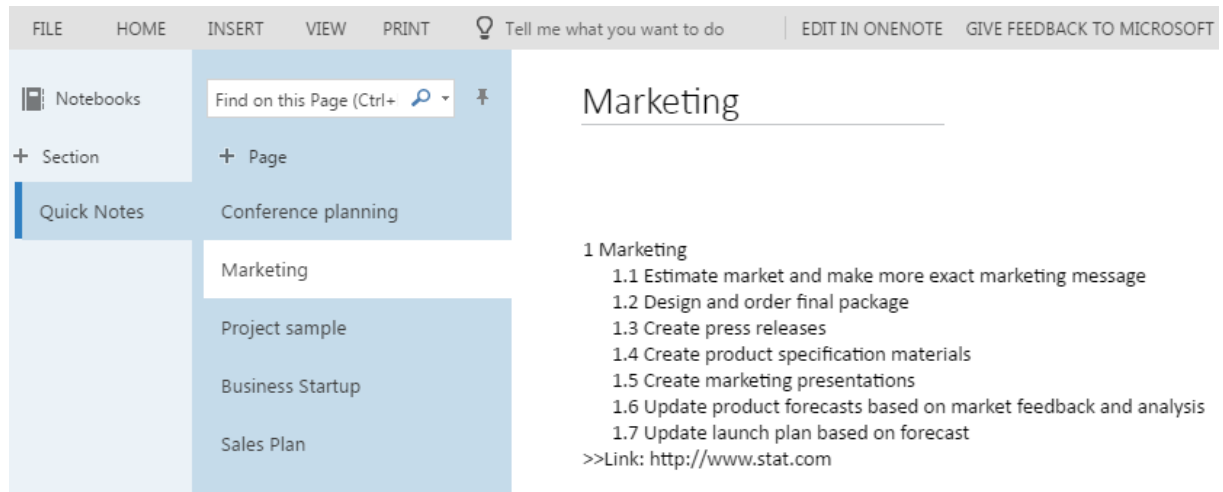 FILE HOME INSERT VIEW PRINT Tell me what you want to do EDIT IN ONENOTE GIVE FEEDBACK TO MICROSOFT
Notebooks
+ Section
Quick Notes
Find on this Page (Ctrl+
+ Page
Conference planning
Marketing
Project sample
Business Startup
Sales Plan
Marketing
1 Marketing
1.1 Estimate market and make more exact marketing message
1.2 Design and order final package
1.3 Create press releases
1.4 Create product specification materials
1.5 Create marketing presentations
1.6 Update product forecasts based on market feedback and analysis
1.7 Update launch plan based on forecast
>>Link: http://www.stat.com